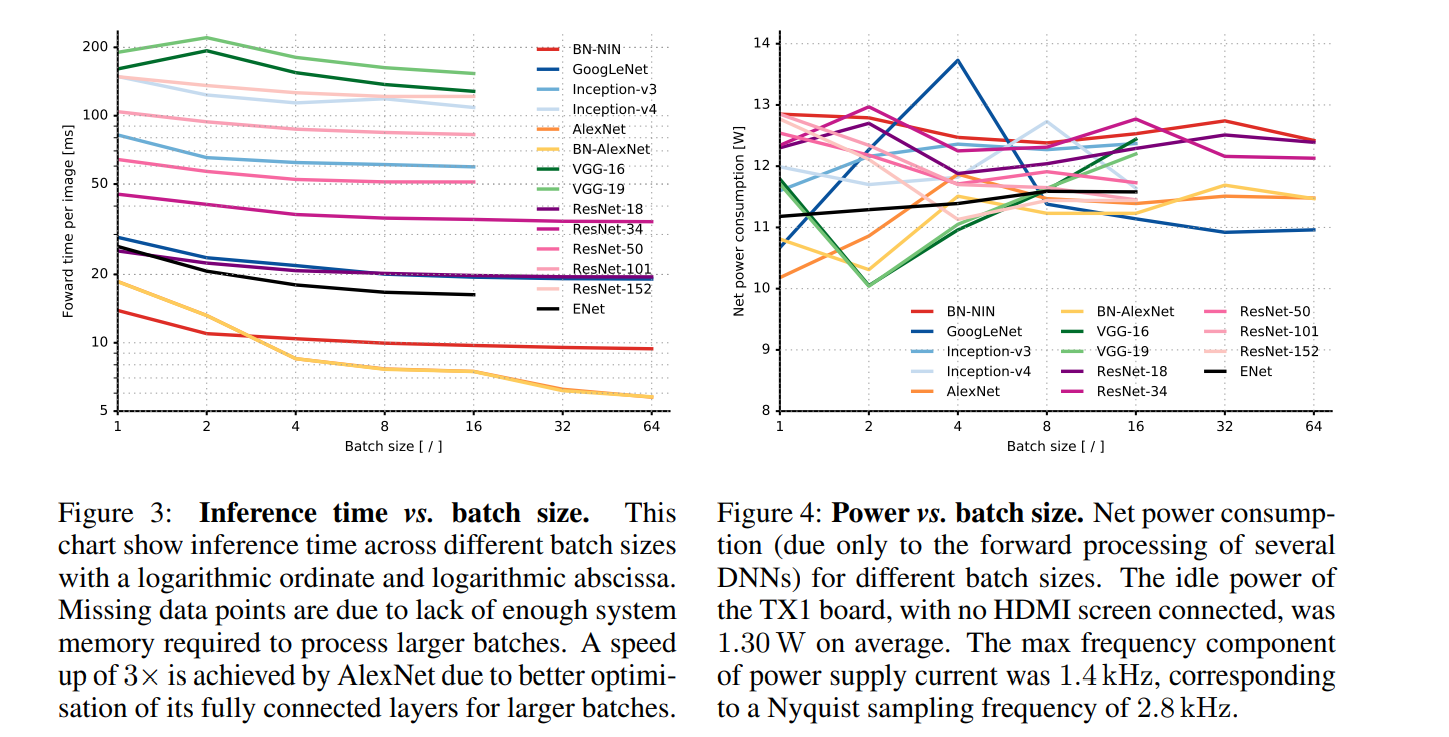 200
100
50
20
10
5
Foward time per image [ms]
1 2 4 8 16 32 64
Batch size [ / ]
BN-NIN
GoogLeNet
Inception-v3
Inception-v4
AlexNet
BN-AlexNet
VGG-16
VGG-19
ResNet-18
ResNet-34
ResNet-50
ResNet-101
ResNet-152
ENet
Figure 3: Inference time vs. batch size. This
chart show inference time across different batch sizes
with a logarithmic ordinate and logarithmic abscissa.
Missing data points are due to lack of enough system
memory required to process larger batches. A speed
up of 3× is achieved by AlexNet due to better optimi-
sation of its fully connected layers for larger batches.
14
13
12
11
10
9
8
Net power consumption [W]
1 2 4 8 16 32 64
Batch size [ / ]
BN-NIN
GoogLeNet
Inception-v3
Inception-v4
AlexNet
BN-AlexNet
VGG-16
VGG-19
ResNet-18
ResNet-34
ResNet-50
ResNet-101
ResNet-152
ENet
Figure 4: Power vs. batch size. Net power consump-
tion (due only to the forward processing of several
DNNs) for different batch sizes. The idle power of
the TX1 board, with no HDMI screen connected, was
1.30 W on average. The max frequency component
of power supply current was 1.4 kHz, corresponding
to a Nyquist sampling frequency of 2.8 kHz.